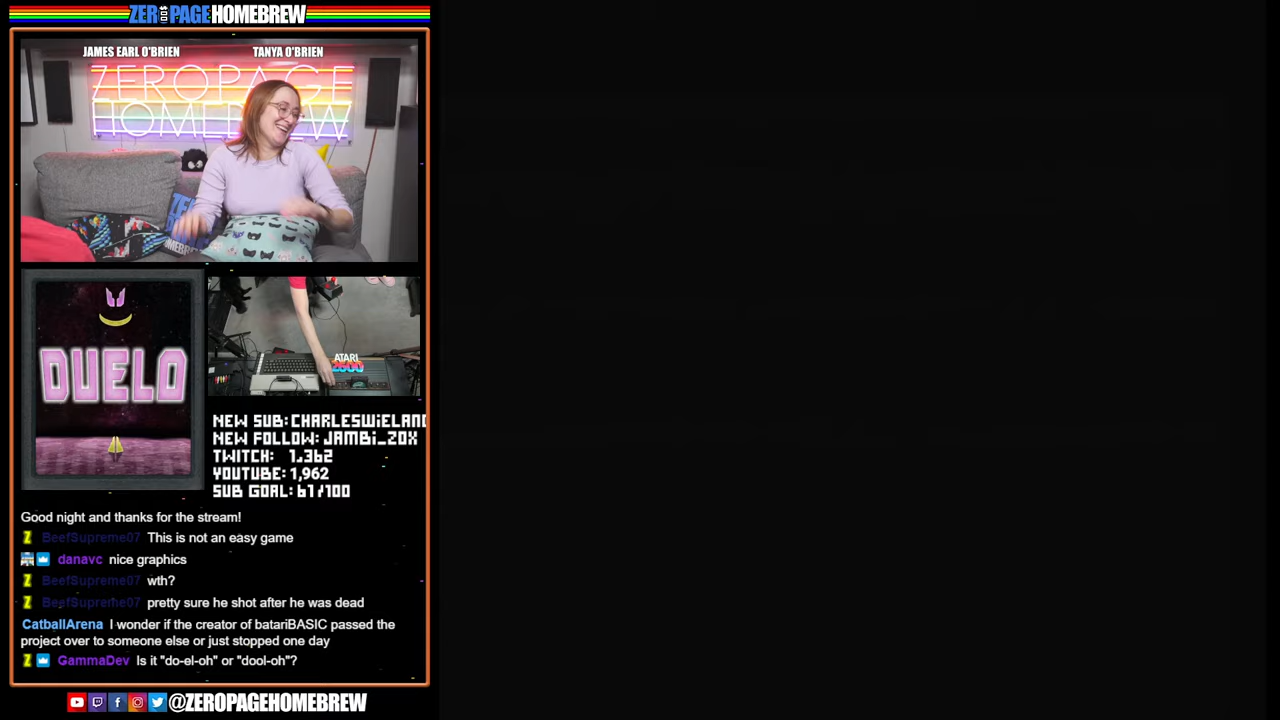 ZEROPAGE HOMEBREW
JAMES EARL O'BRIEN TANYA O'BRIEN
ZEROPAGE
HOMEBREW
DUELO
ATARI
2600
NEW SUB: CHARLESWIELAND
NEW FOLLOW: JAMBI_ZOX
TWITCH: 1,362
YOUTUBE: 1,962
SUB GOAL: 67/100
Good night and thanks for the stream!
BeefSupreme07 This is not an easy game
danavc nice graphics
BeefSupreme07 wth?
BeefSupreme07 pretty sure he shot after he was dead
CatballArena I wonder if the creator of batariBASIC passed the
project over to someone else or just stopped one day
GammaDev Is it "do-el-oh" or "dool-oh"?
@ZEROPAGEHOMEBREW